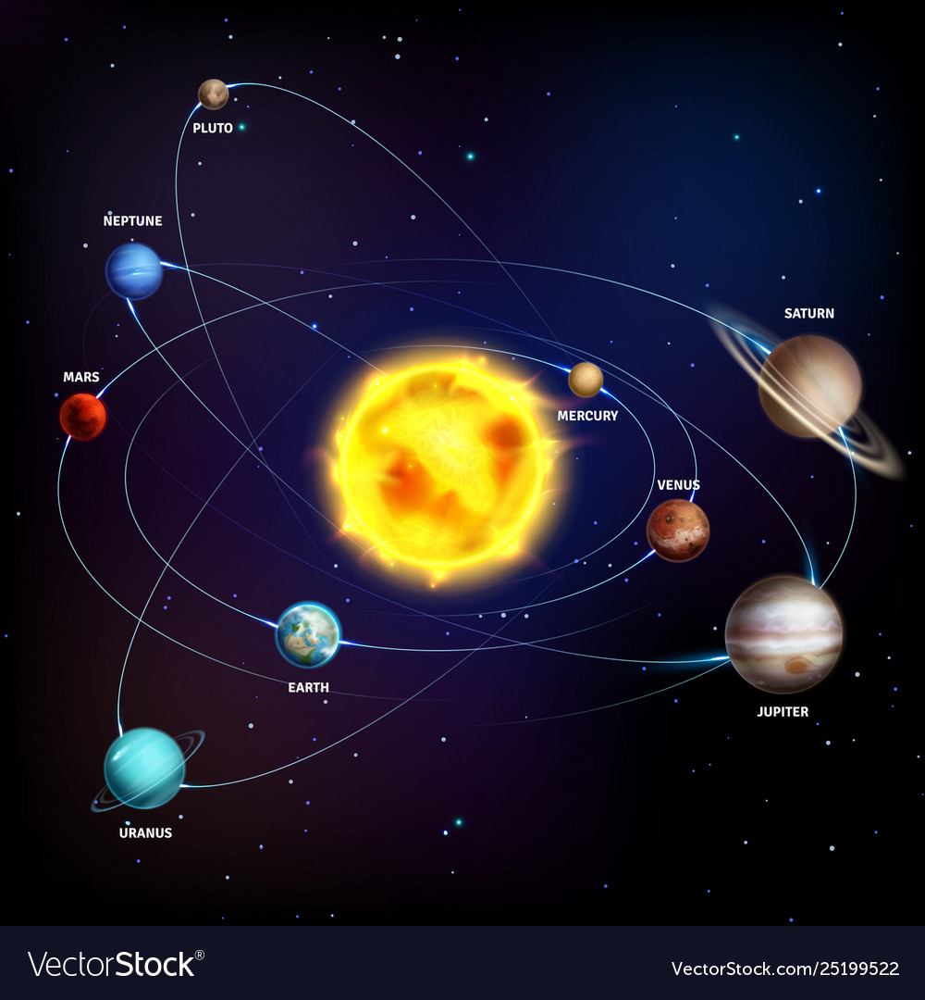 PLUTO
NEPTUNE
SATURN
MARS
MERCURY
VENUS
EARTH
JUPITER
URANUS
VectorStock®
VectorStock.com/25199522